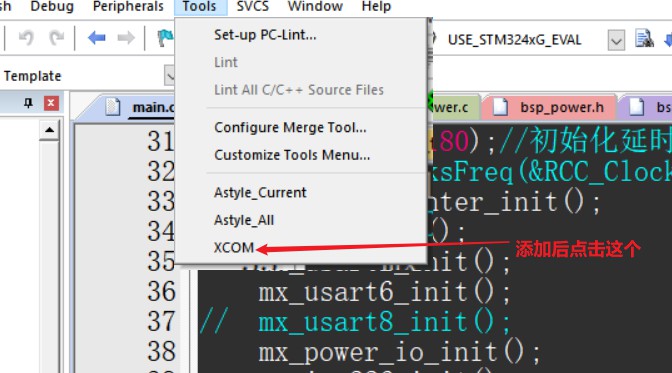 Debug Peripherals Tools SVCS Window Help
Set-up PC-Lint...
USE_STM324xG_EVAL
Lint
Template
Lint All C/C++ Source Files
main.c
wer.c
bsp_power.h
bs
Configure Merge Tool...
31
80);//初始化延时
Customize Tools Menu...
32
ksFreq(&RCC_Clock
Astyle_Current
33
nter_init();
Astyle_All
34
();
XCOM
添加后点击这个
35
init();
36 mx_usart6_init();
37 // mx_usart8_init();
38 mx_power_io_init();